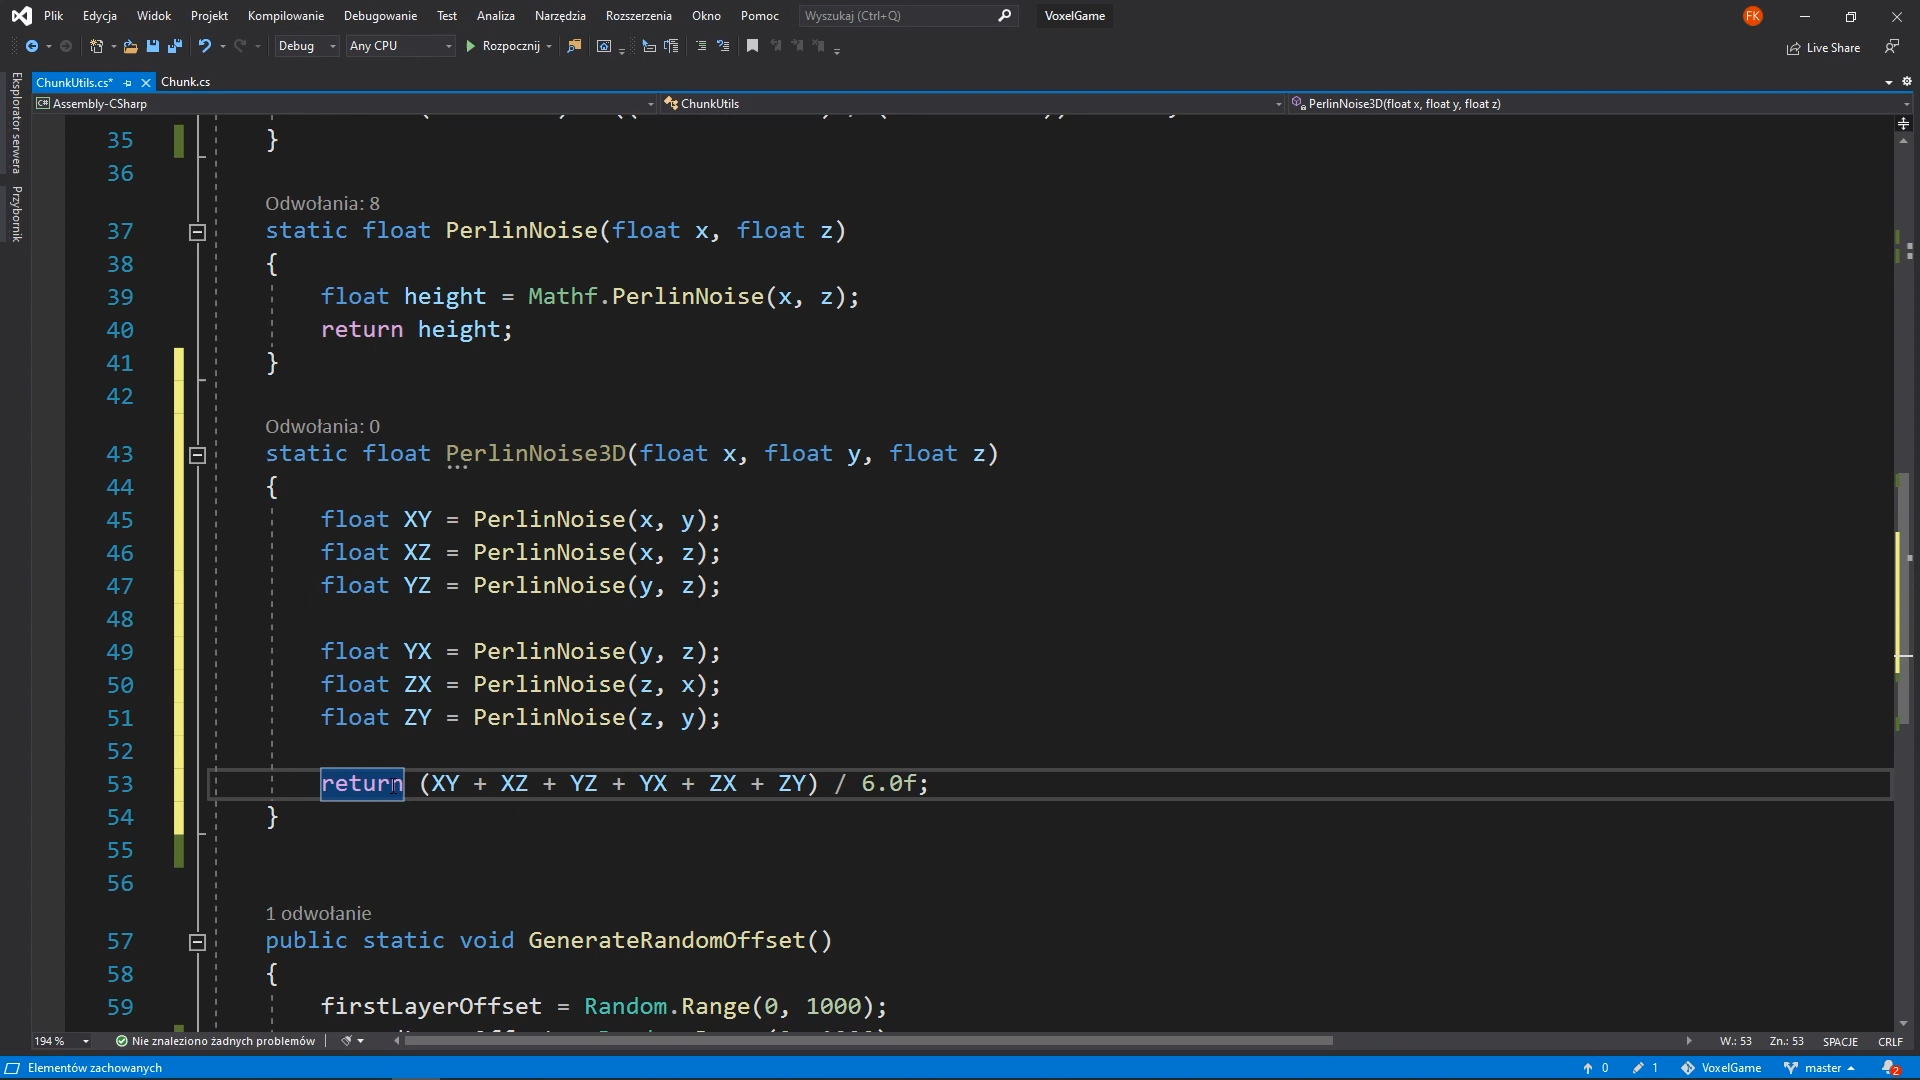 Plik Edycja Widok Projekt Kompilowanie Debugowanie Test Analiza Narzędzia Rozszerzenia Okno Pomoc Wyszukaj (Ctrl+Q) VoxelGame FK
Debug Any CPU Rozpocznij Live Share
Eksplorator serwera
Przybornik
ChunkUtils.cs* Chunk.cs
C# Assembly-CSharp ChunkUtils PerlinNoise3D(float x, float y, float z)
35 }
36
Odwołania: 8
37 static float PerlinNoise(float x, float z)
38 {
39 float height = Mathf.PerlinNoise(x, z);
40 return height;
41 }
42
Odwołania: 0
43 static float PerlinNoise3D(float x, float y, float z)
44 {
45 float XY = PerlinNoise(x, y);
46 float XZ = PerlinNoise(x, z);
47 float YZ = PerlinNoise(y, z);
48
49 float YX = PerlinNoise(y, z);
50 float ZX = PerlinNoise(z, x);
51 float ZY = PerlinNoise(z, y);
52
53 return (XY + XZ + YZ + YX + ZX + ZY) / 6.0f;
54 }
55
56
1 odwołanie
57 public static void GenerateRandomOffset()
58 {
59 firstLayerOffset = Random.Range(0, 1000);
194 % Nie znaleziono żadnych problemów W.: 53 Zn.: 53 SPACJE CRLF
Elementów zachowanych 0 1 VoxelGame master 2